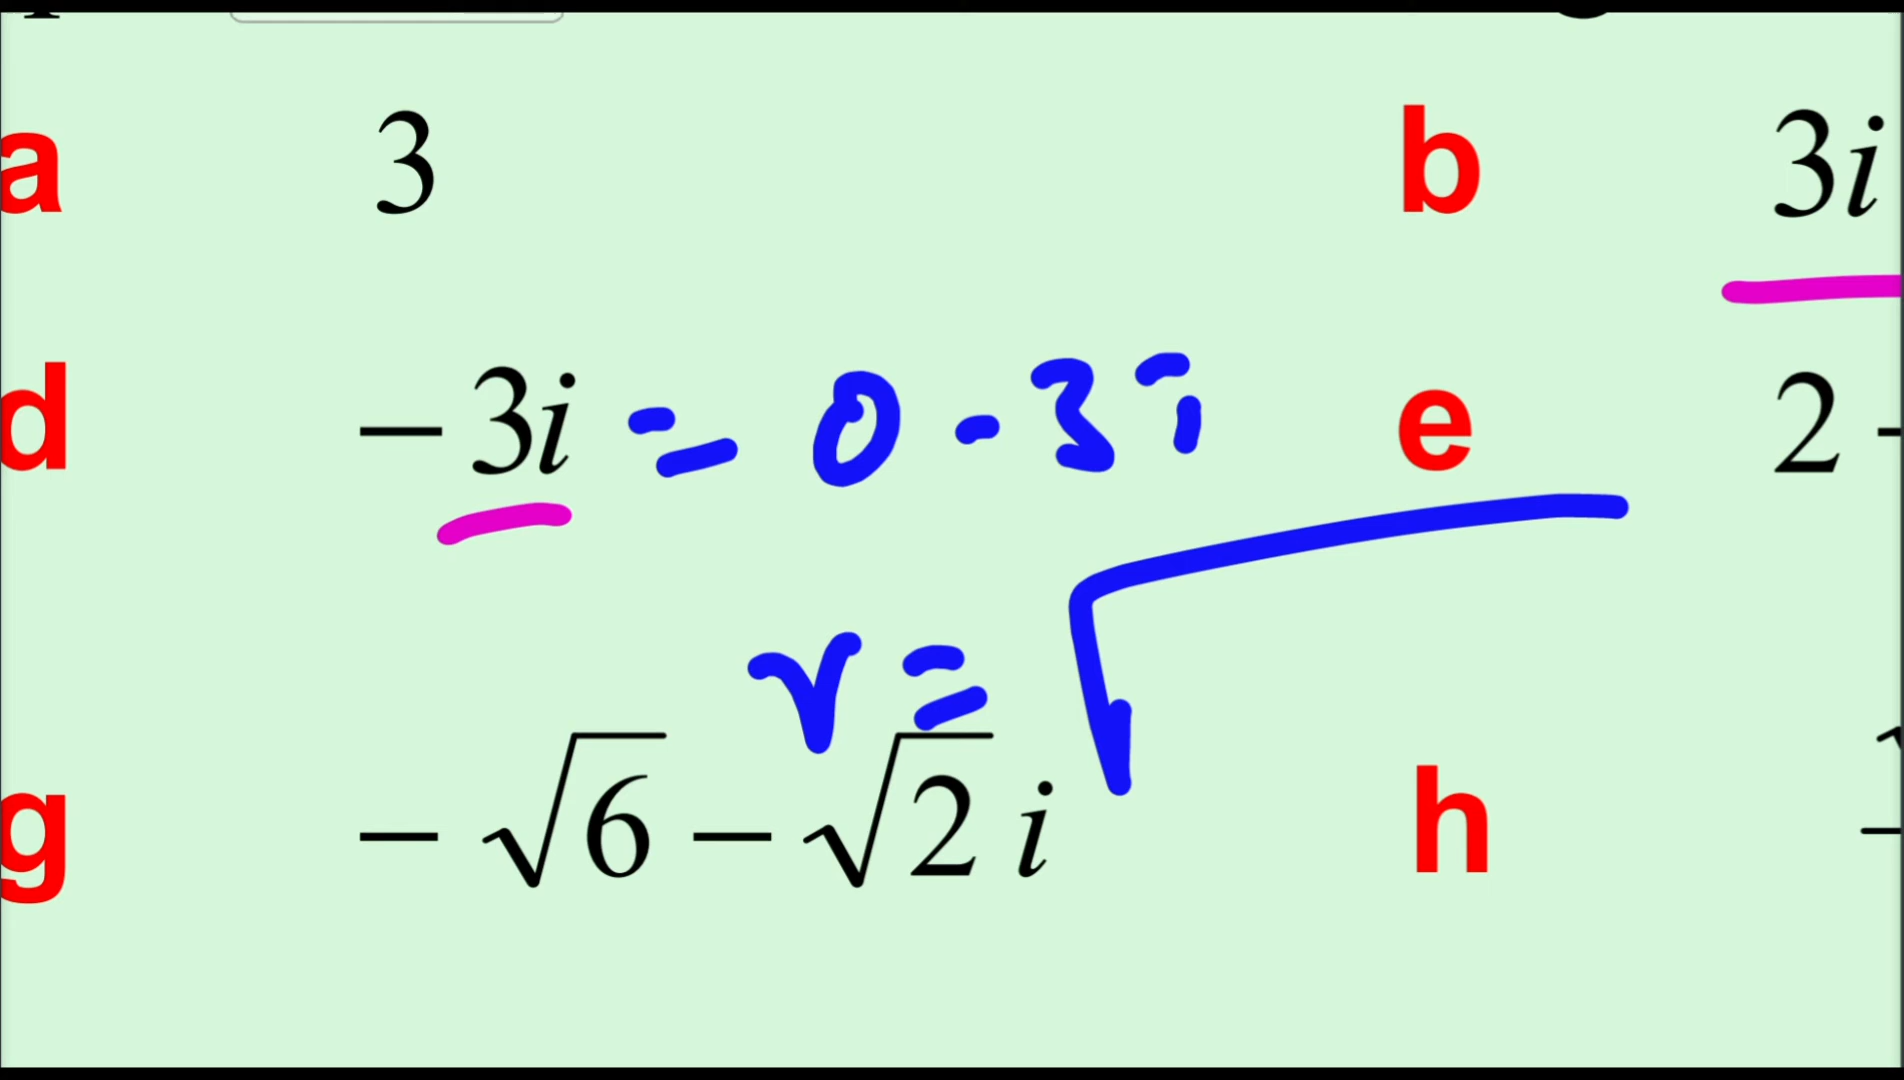 a 3 b 3i
d −3i = 0 - 3i e 2 -
r = √
g −√6 − √2 i h